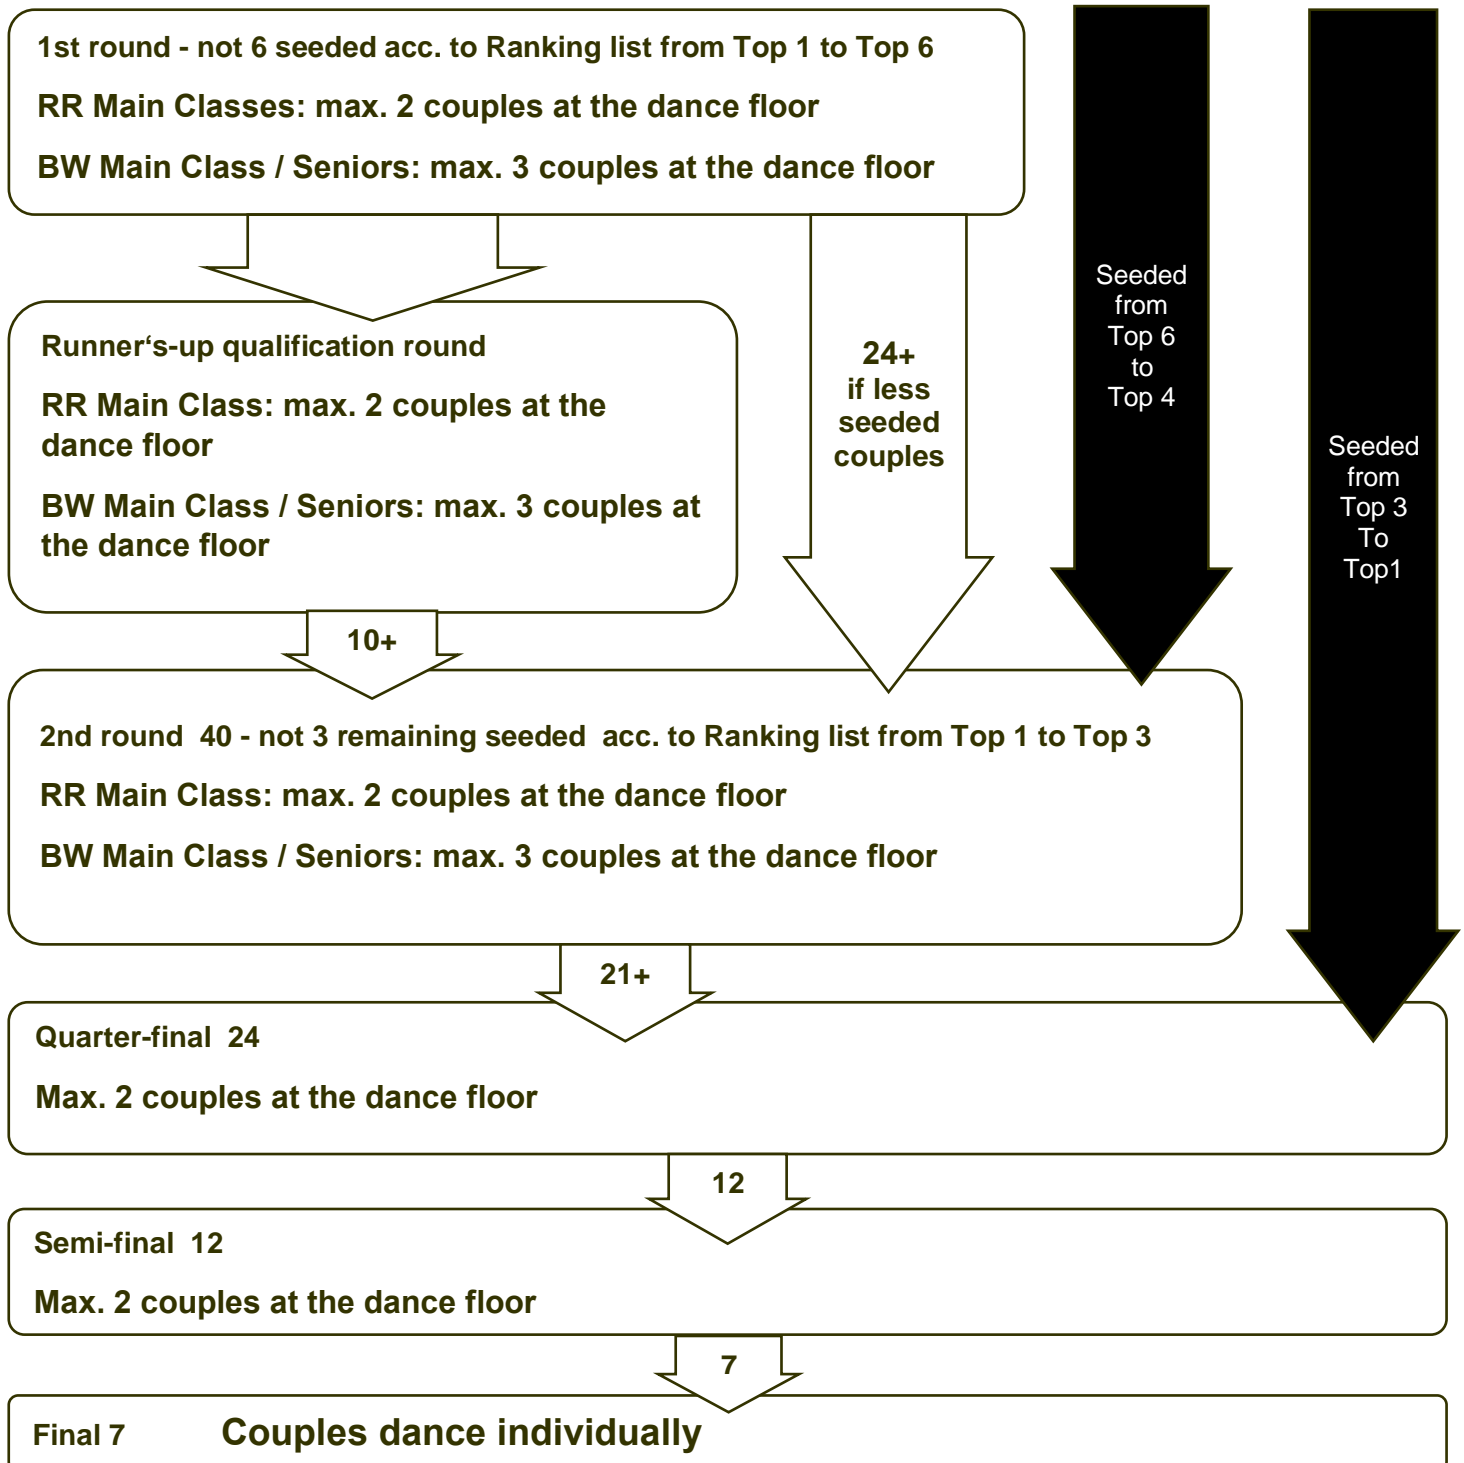 1st round - not 6 seeded acc. to Ranking list from Top 1 to Top 6
RR Main Classes: max. 2 couples at the dance floor
BW Main Class / Seniors: max. 3 couples at the dance floor
Runner‘s-up qualification round
RR Main Class: max. 2 couples at the
dance floor
BW Main Class / Seniors: max. 3 couples at
the dance floor
24+
if less
seeded
couples
Seeded
from
Top 6
to
Top 4
Seeded
from
Top 3
To
Top1
10+
2nd round 40 - not 3 remaining seeded acc. to Ranking list from Top 1 to Top 3
RR Main Class: max. 2 couples at the dance floor
BW Main Class / Seniors: max. 3 couples at the dance floor
21+
Quarter-final 24
Max. 2 couples at the dance floor
12
Semi-final 12
Max. 2 couples at the dance floor
7
Final 7 Couples dance individually